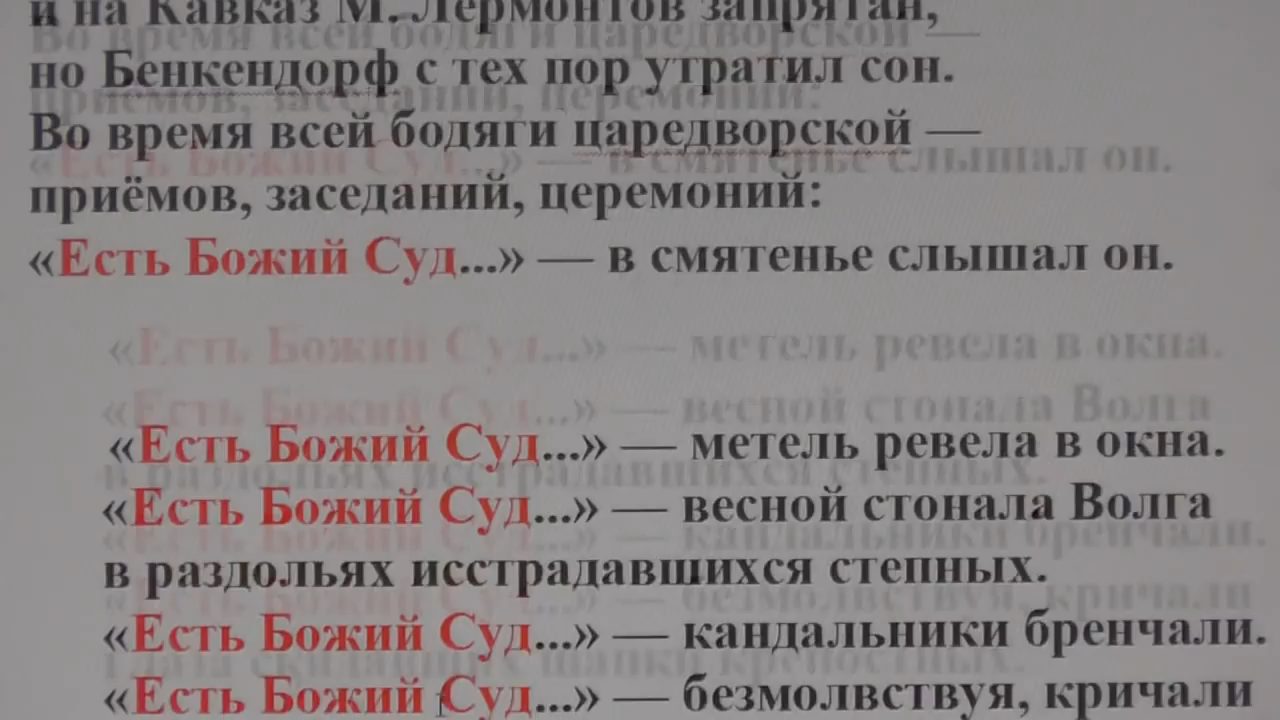 и на Кавказ М. Лермонтов запрятан,
но Бенкендорф с тех пор утратил сон.
Во время всей бодяги царедворской —
приёмов, заседаний, церемоний:
«Есть Божий Суд...» — в смятенье слышал он.
«Есть Божий Суд...» — метель ревела в окна.
«Есть Божий Суд...» — весной стонала Волга
в раздольях исстрадавшихся степных.
«Есть Божий Суд...» — кандальники бренчали.
«Есть Божий Суд...» — безмолвствуя, кричали